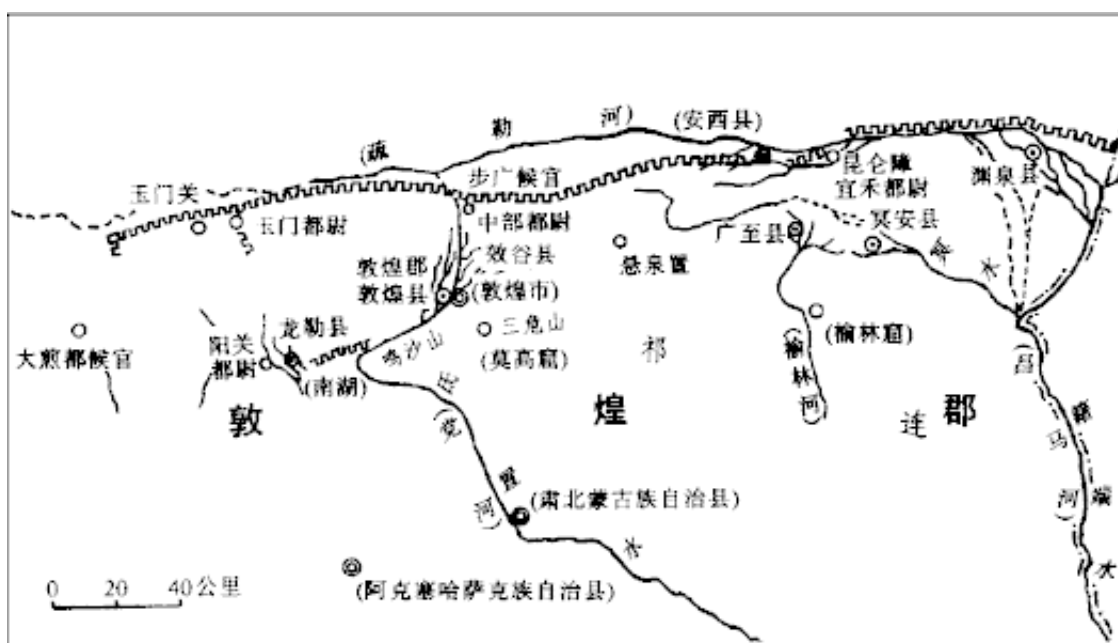 (疏勒河)
(安西县)
玉门关
步广候官
昆仑障
宜禾都尉
渊泉县
玉门都尉
中部都尉
广至县
冥安县
效谷县
悬泉置
冥水
敦煌郡
敦煌县
(敦煌市)
大煎都候官
阳关
都尉
龙勒县
(南湖)
鸣沙山
三危山
(莫高窟)
祁
连
(榆林窟)
(榆林河)
敦
煌
郡
氐置水
(党河)
(昌马河)
籍端水
(肃北蒙古族自治县)
(阿克塞哈萨克族自治县)
0 20 40公里